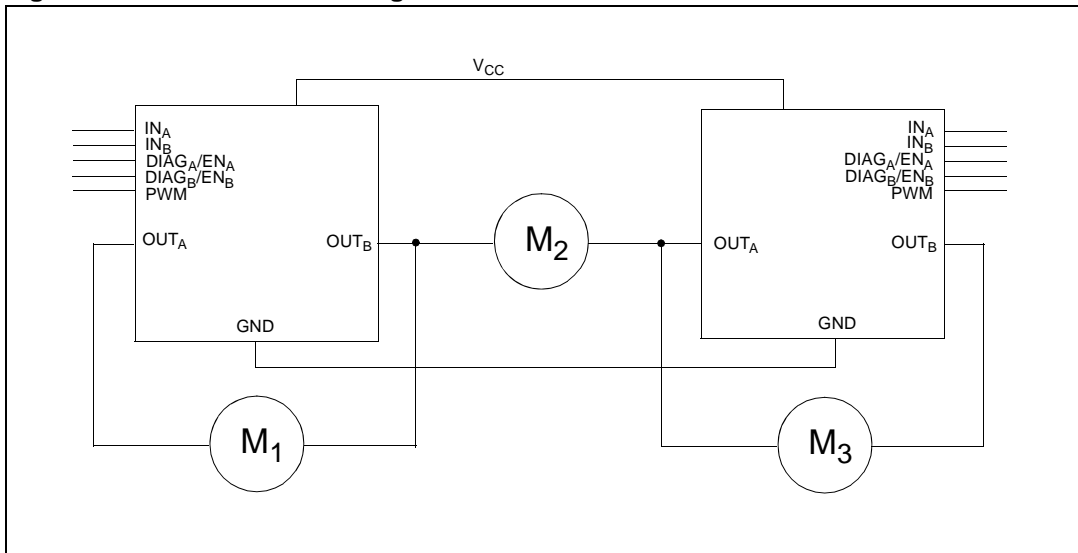 V_CC
IN_A
IN_B
DIAG_A/EN_A
DIAG_B/EN_B
PWM
OUT_A
OUT_B
GND
M_2
IN_A
IN_B
DIAG_A/EN_A
DIAG_B/EN_B
PWM
OUT_A
OUT_B
GND
M_1
M_3